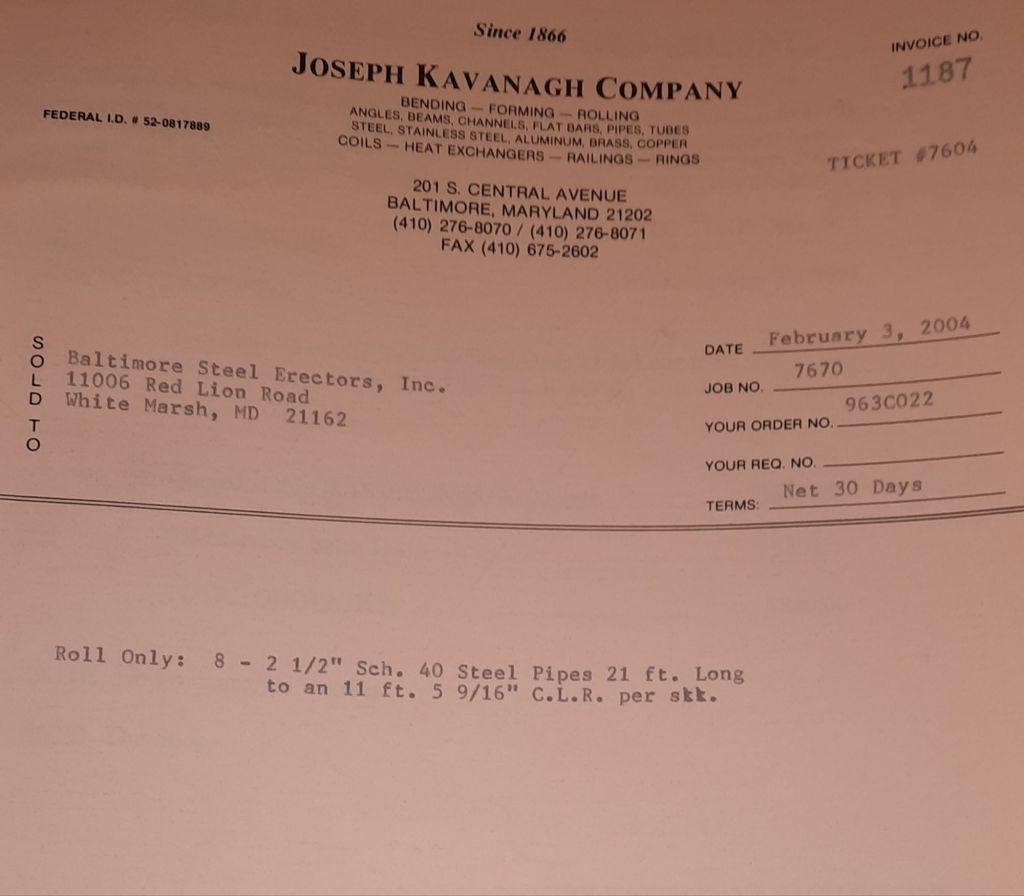 Since 1866
JOSEPH KAVANAGH COMPANY
BENDING — FORMING — ROLLING
ANGLES, BEAMS, CHANNELS, FLAT BARS, PIPES, TUBES
STEEL, STAINLESS STEEL, ALUMINUM, BRASS, COPPER
COILS — HEAT EXCHANGERS — RAILINGS — RINGS
201 S. CENTRAL AVENUE
BALTIMORE, MARYLAND 21202
(410) 276-8070 / (410) 276-8071
FAX (410) 675-2602
FEDERAL I.D. # 52-0817889
INVOICE NO.
1187
TICKET #7604
SOLD TO
Baltimore Steel Erectors, Inc.
11006 Red Lion Road
White Marsh, MD 21162
DATE February 3, 2004
JOB NO. 7670
YOUR ORDER NO. 963C022
YOUR REQ. NO.
TERMS: Net 30 Days
Roll Only: 8 - 2 1/2" Sch. 40 Steel Pipes 21 ft. Long
to an 11 ft. 5 9/16" C.L.R. per